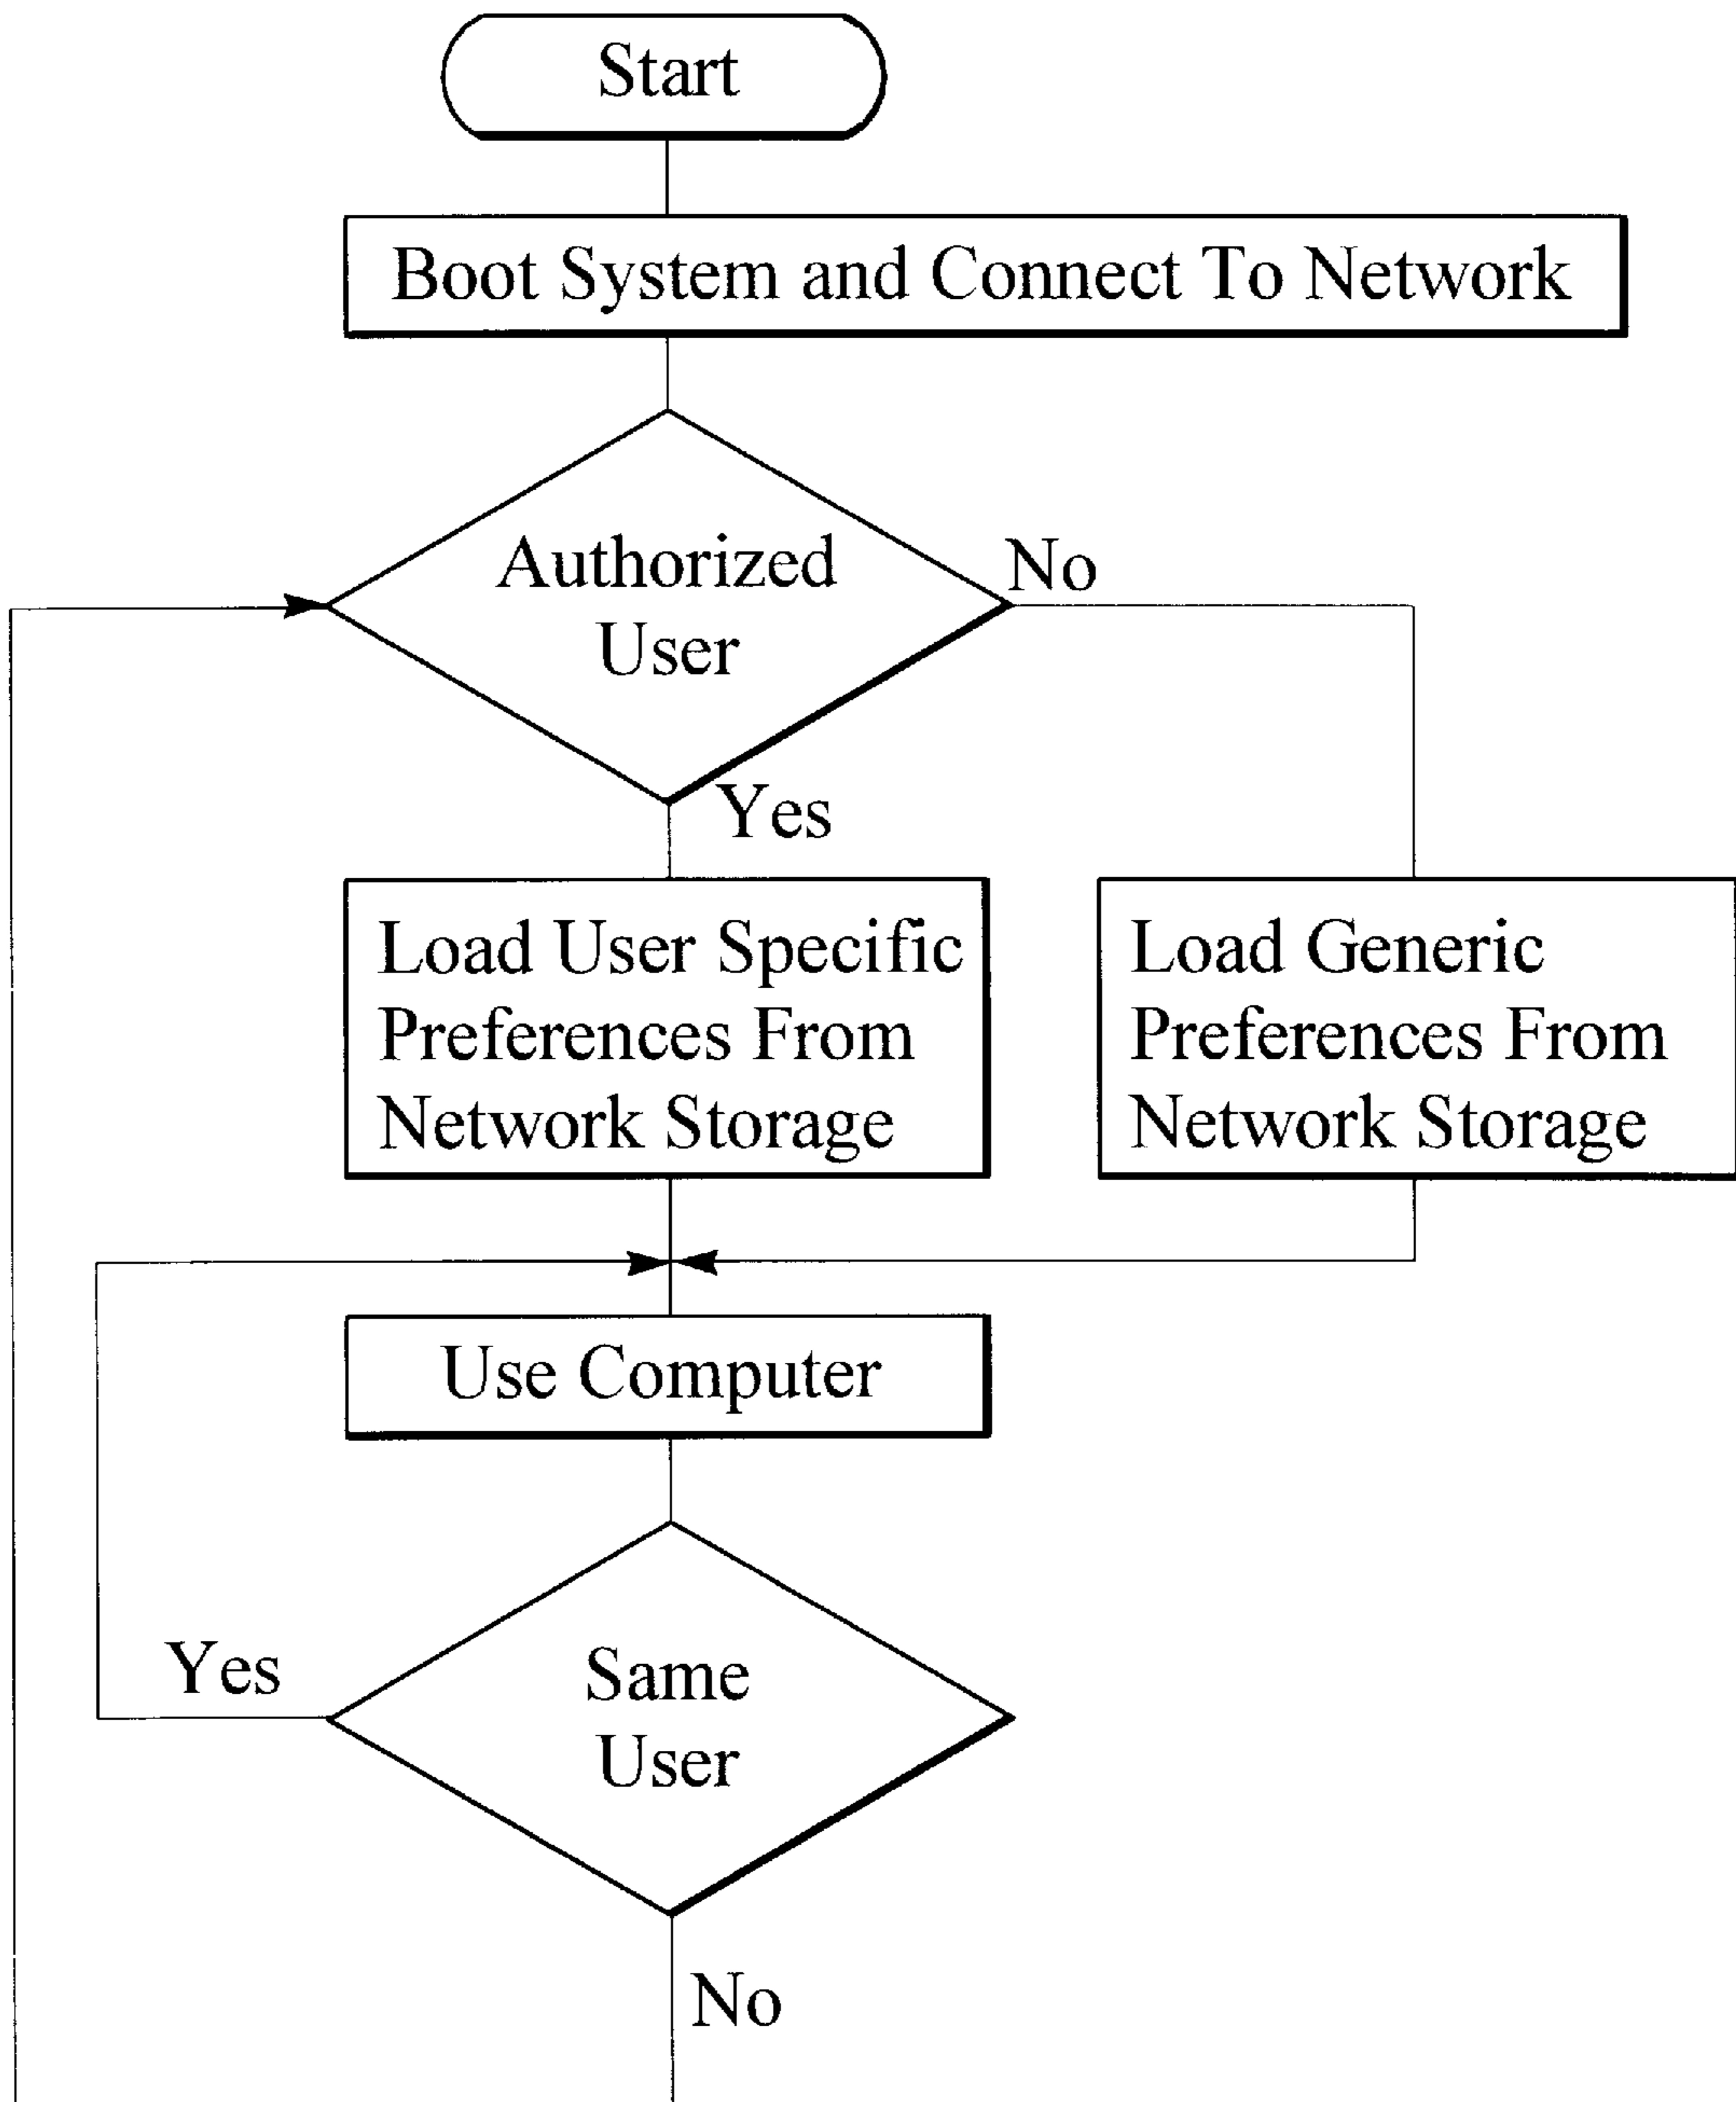 Start
Boot System and Connect To Network
Authorized
User
No
Yes
Load User Specific
Preferences From
Network Storage
Load Generic
Preferences From
Network Storage
Use Computer
Yes
Same
User
No